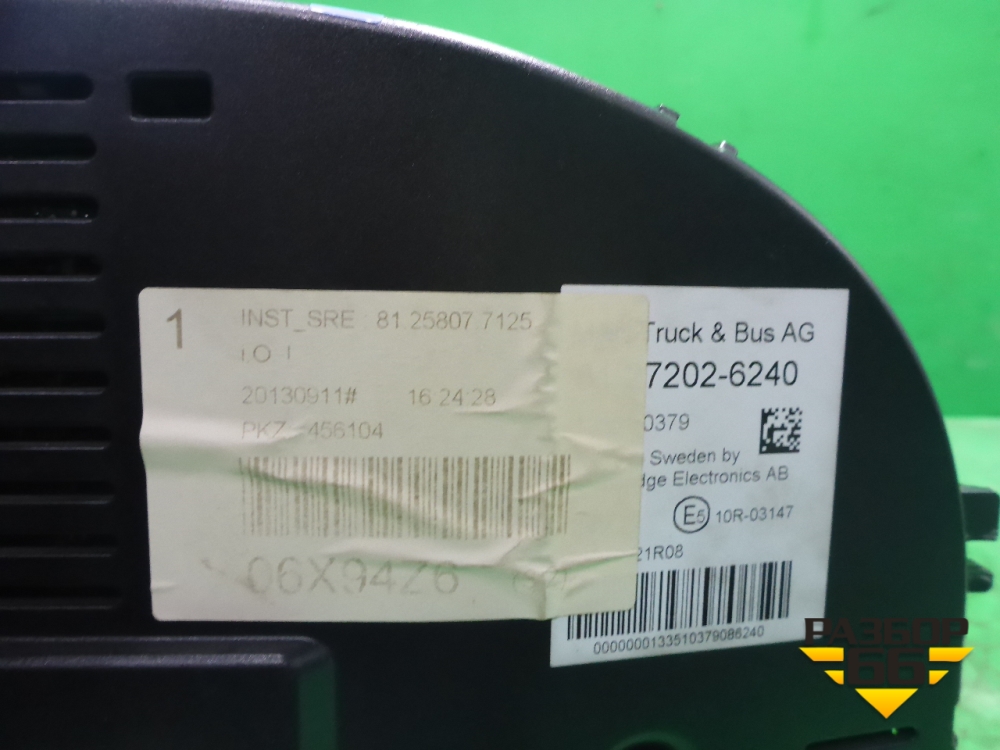 1
INST_SRE 81.25807.7125
20130911# 16:24:28
PKZ 456104
06X94Z6
Truck & Bus AG
7202-6240
0379
Sweden by
dge Electronics AB
E5 10R-03147
21R08
0000000133510379086240
РАЗБОР
66